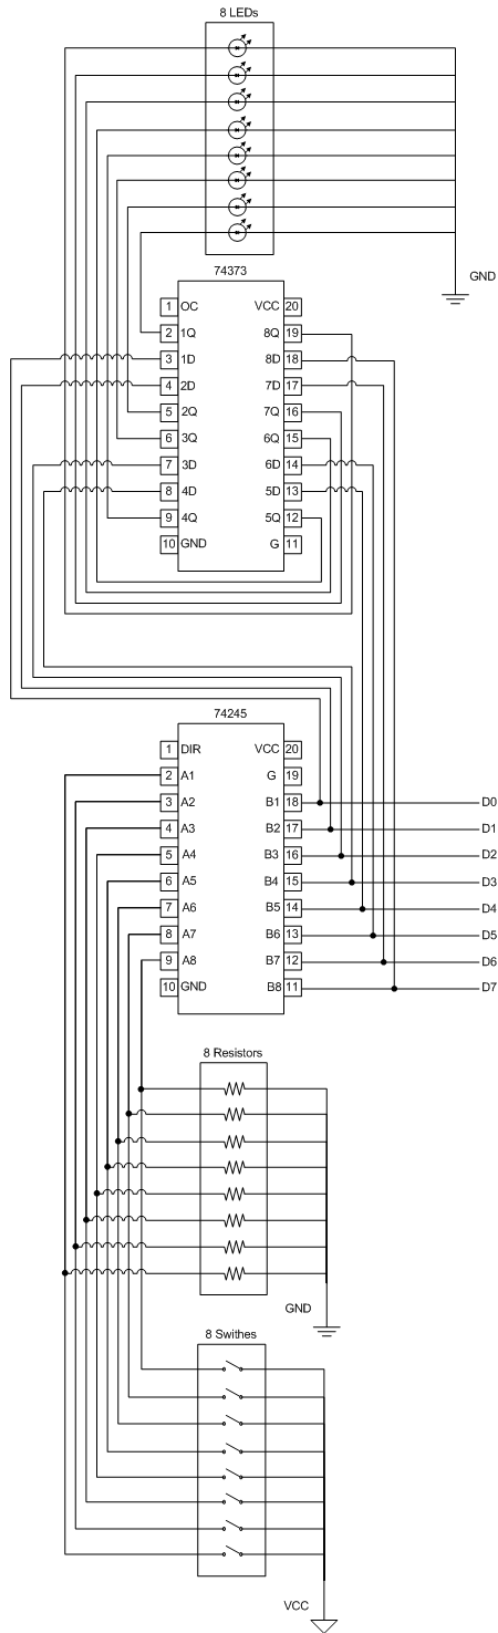 8 LEDs
GND
74373
1 OC VCC 20
2 1Q 8Q 19
3 1D 8D 18
4 2D 7D 17
5 2Q 7Q 16
6 3Q 6Q 15
7 3D 6D 14
8 4D 5D 13
9 4Q 5Q 12
10 GND G 11
74245
1 DIR VCC 20
2 A1 G 19
3 A2 B1 18 D0
4 A3 B2 17 D1
5 A4 B3 16 D2
6 A5 B4 15 D3
7 A6 B5 14 D4
8 A7 B6 13 D5
9 A8 B7 12 D6
10 GND B8 11 D7
8 Resistors
GND
8 Swithes
VCC